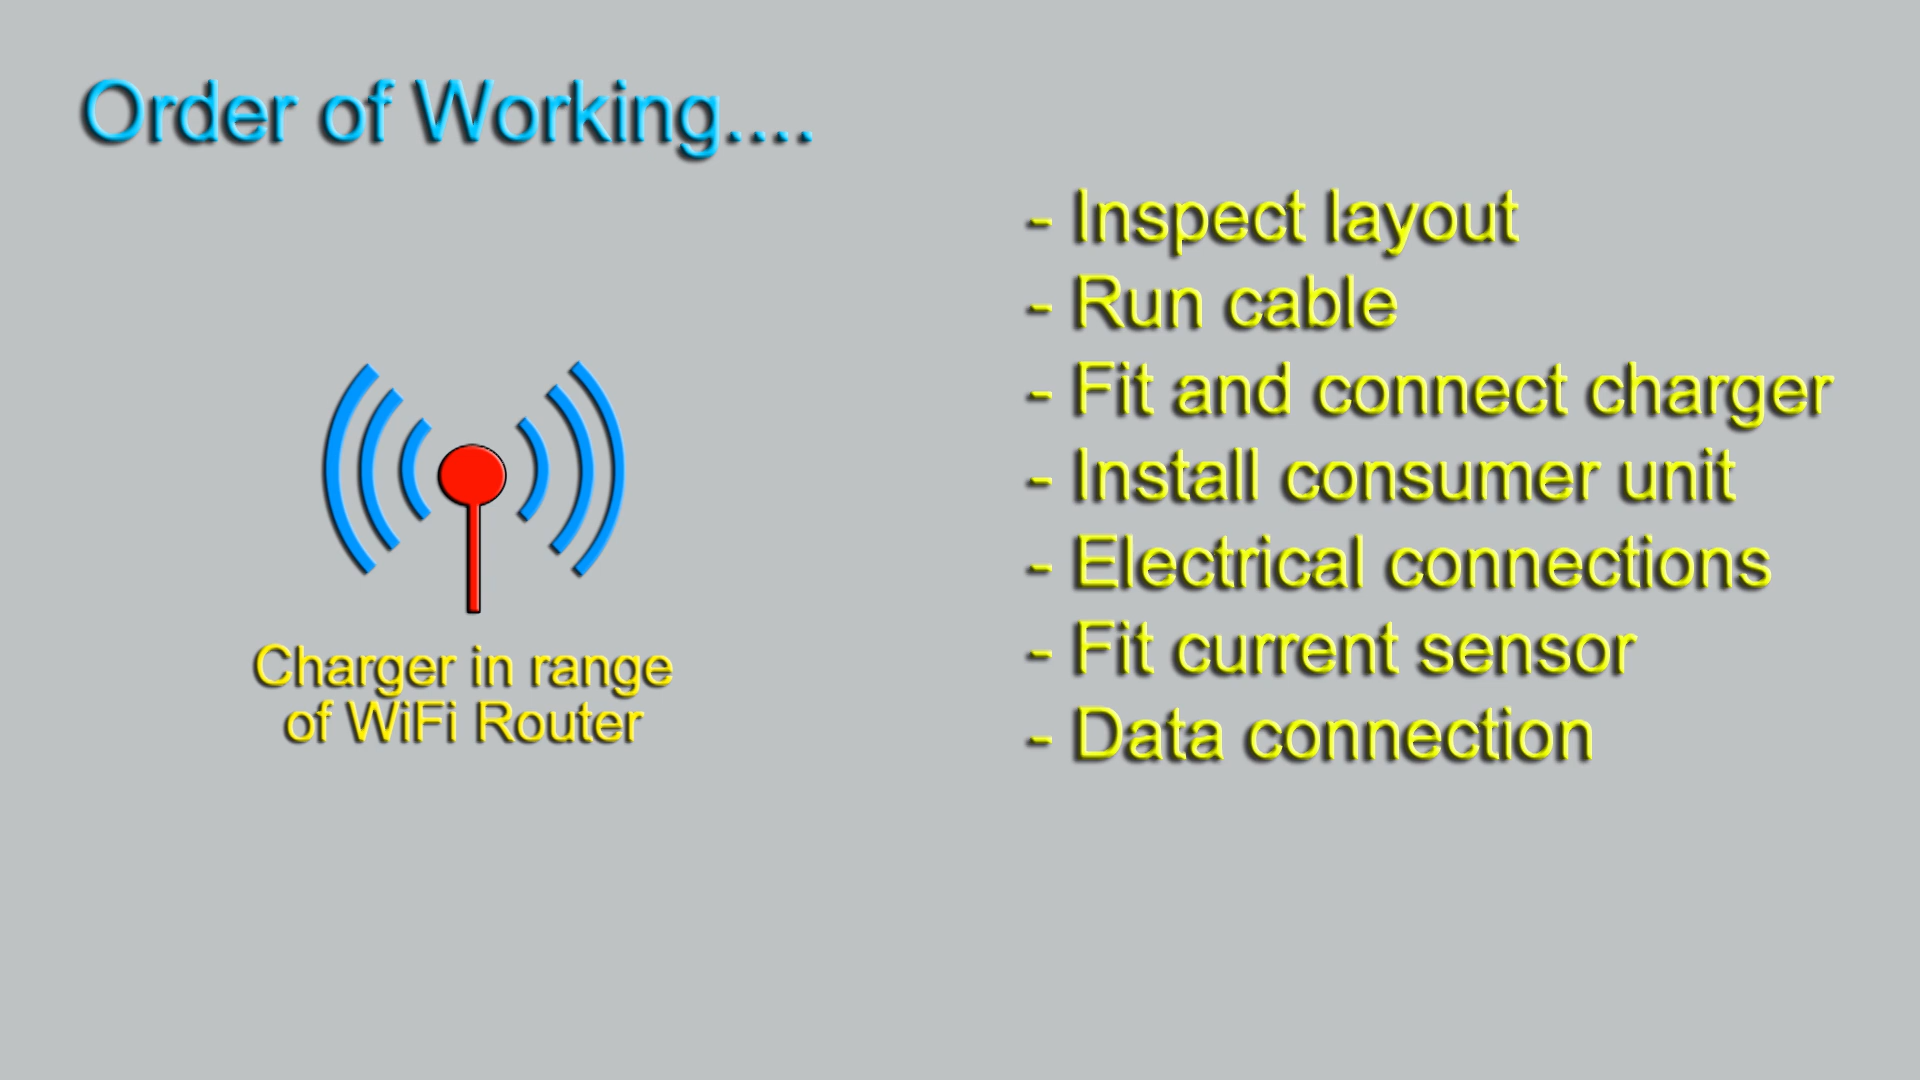 Order of Working....
- Inspect layout
- Run cable
- Fit and connect charger
- Install consumer unit
- Electrical connections
- Fit current sensor
- Data connection
Charger in range
of WiFi Router